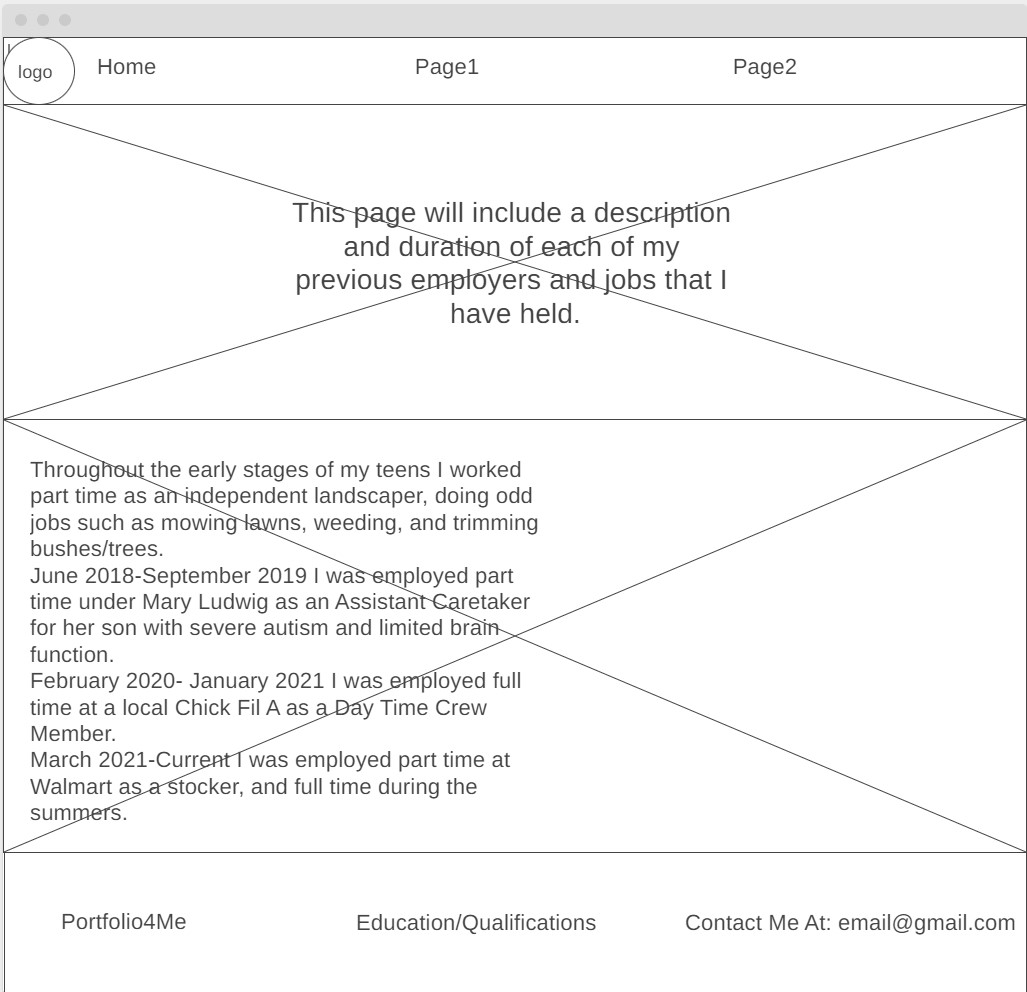 logo
Home Page1 Page2
This page will include a description
and duration of each of my
previous employers and jobs that I
have held.
Throughout the early stages of my teens I worked
part time as an independent landscaper, doing odd
jobs such as mowing lawns, weeding, and trimming
bushes/trees.
June 2018-September 2019 I was employed part
time under Mary Ludwig as an Assistant Caretaker
for her son with severe autism and limited brain
function.
February 2020- January 2021 I was employed full
time at a local Chick Fil A as a Day Time Crew
Member.
March 2021-Current I was employed part time at
Walmart as a stocker, and full time during the
summers.
Portfolio4Me Education/Qualifications Contact Me At: email@gmail.com